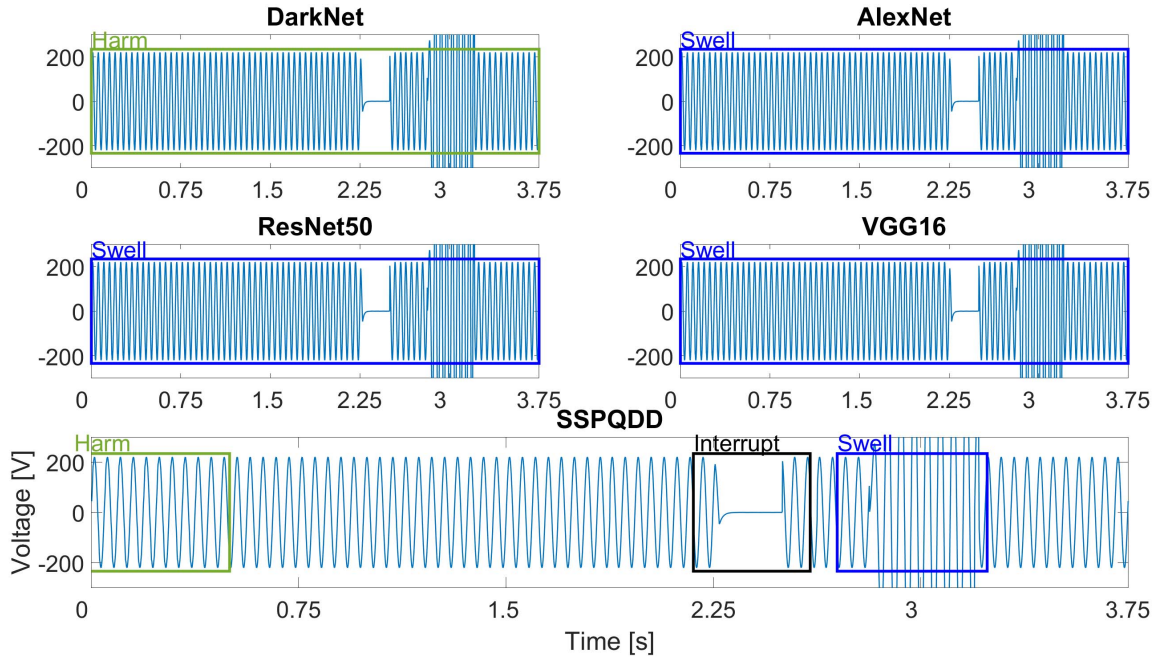 DarkNet
Harm
200
0
-200
0 0.75 1.5 2.25 3 3.75
AlexNet
Swell
200
0
-200
0 0.75 1.5 2.25 3 3.75
ResNet50
Swell
200
0
-200
0 0.75 1.5 2.25 3 3.75
VGG16
Swell
200
0
-200
0 0.75 1.5 2.25 3 3.75
SSPQDD
Harm Interrupt Swell
Voltage [V]
200
0
-200
0 0.75 1.5 2.25 3 3.75
Time [s]